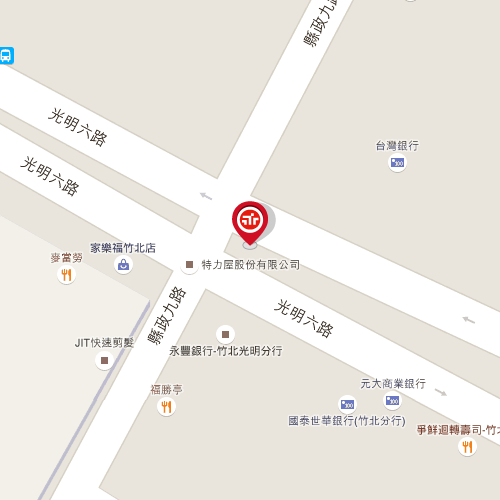 縣政九路
光明六路
台灣銀行
光明六路
家樂福竹北店
麥當勞
特力屋股份有限公司
縣政九路
光明六路
JIT快速剪髮
永豐銀行-竹北光明分行
元大商業銀行
福勝亭
國泰世華銀行(竹北分行)
爭鮮迴轉壽司-竹北